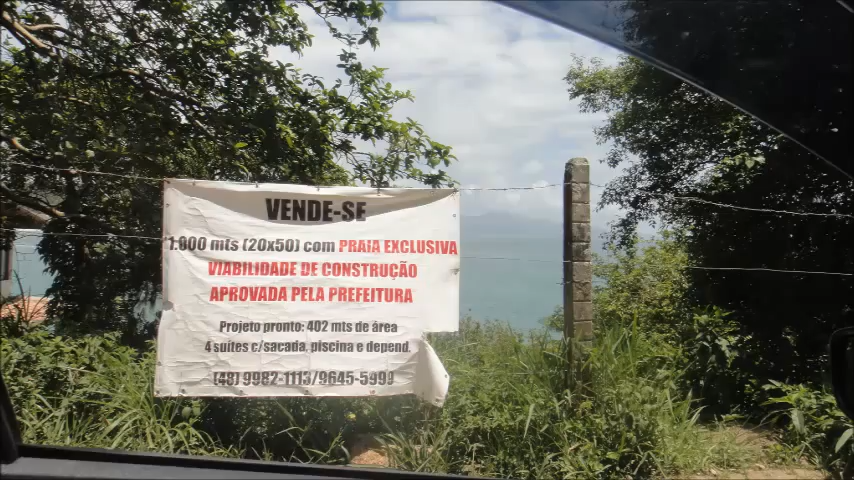 VENDE-SE
1.000 mts (20x50) com PRAIA EXCLUSIVA
VIABILIDADE DE CONSTRUÇÃO
APROVADA PELA PREFEITURA
Projeto pronto: 402 mts de área
4 suítes c/sacada, piscina e depend.
(48) 9982-1113/9645-5999